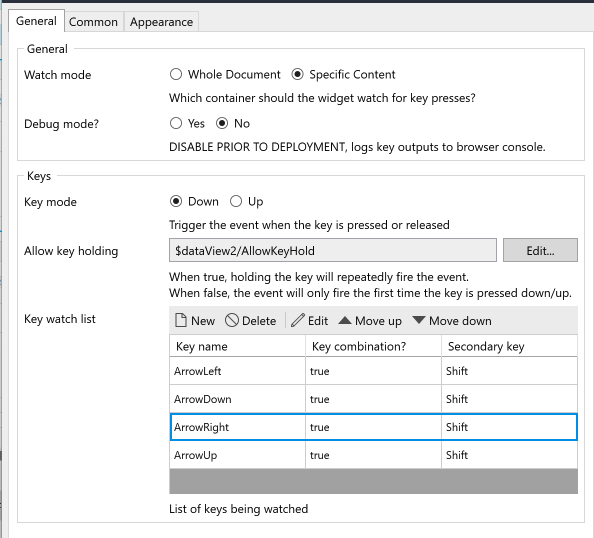 General Common Appearance
General
Watch mode Whole Document Specific Content
Which container should the widget watch for key presses?
Debug mode? Yes No
DISABLE PRIOR TO DEPLOYMENT, logs key outputs to browser console.
Keys
Key mode Down Up
Trigger the event when the key is pressed or released
Allow key holding $dataView2/AllowKeyHold Edit...
When true, holding the key will repeatedly fire the event.
When false, the event will only fire the first time the key is pressed down/up.
Key watch list New Delete Edit Move up Move down
Key name Key combination? Secondary key
ArrowLeft true Shift
ArrowDown true Shift
ArrowRight true Shift
ArrowUp true Shift
List of keys being watched